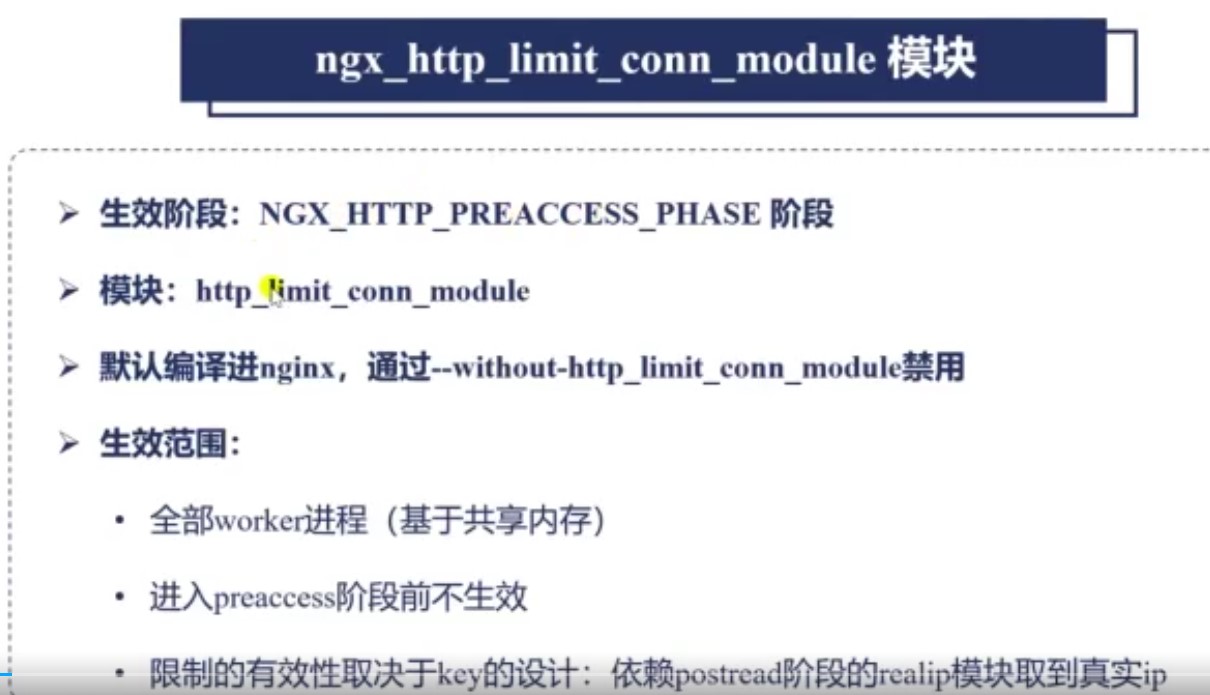 ngx_http_limit_conn_module 模块
➢ 生效阶段：NGX_HTTP_PREACCESS_PHASE 阶段
➢ 模块：http_limit_conn_module
➢ 默认编译进nginx，通过--without-http_limit_conn_module禁用
➢ 生效范围：
• 全部worker进程（基于共享内存）
• 进入preaccess阶段前不生效
• 限制的有效性取决于key的设计：依赖postread阶段的realip模块取到真实ip